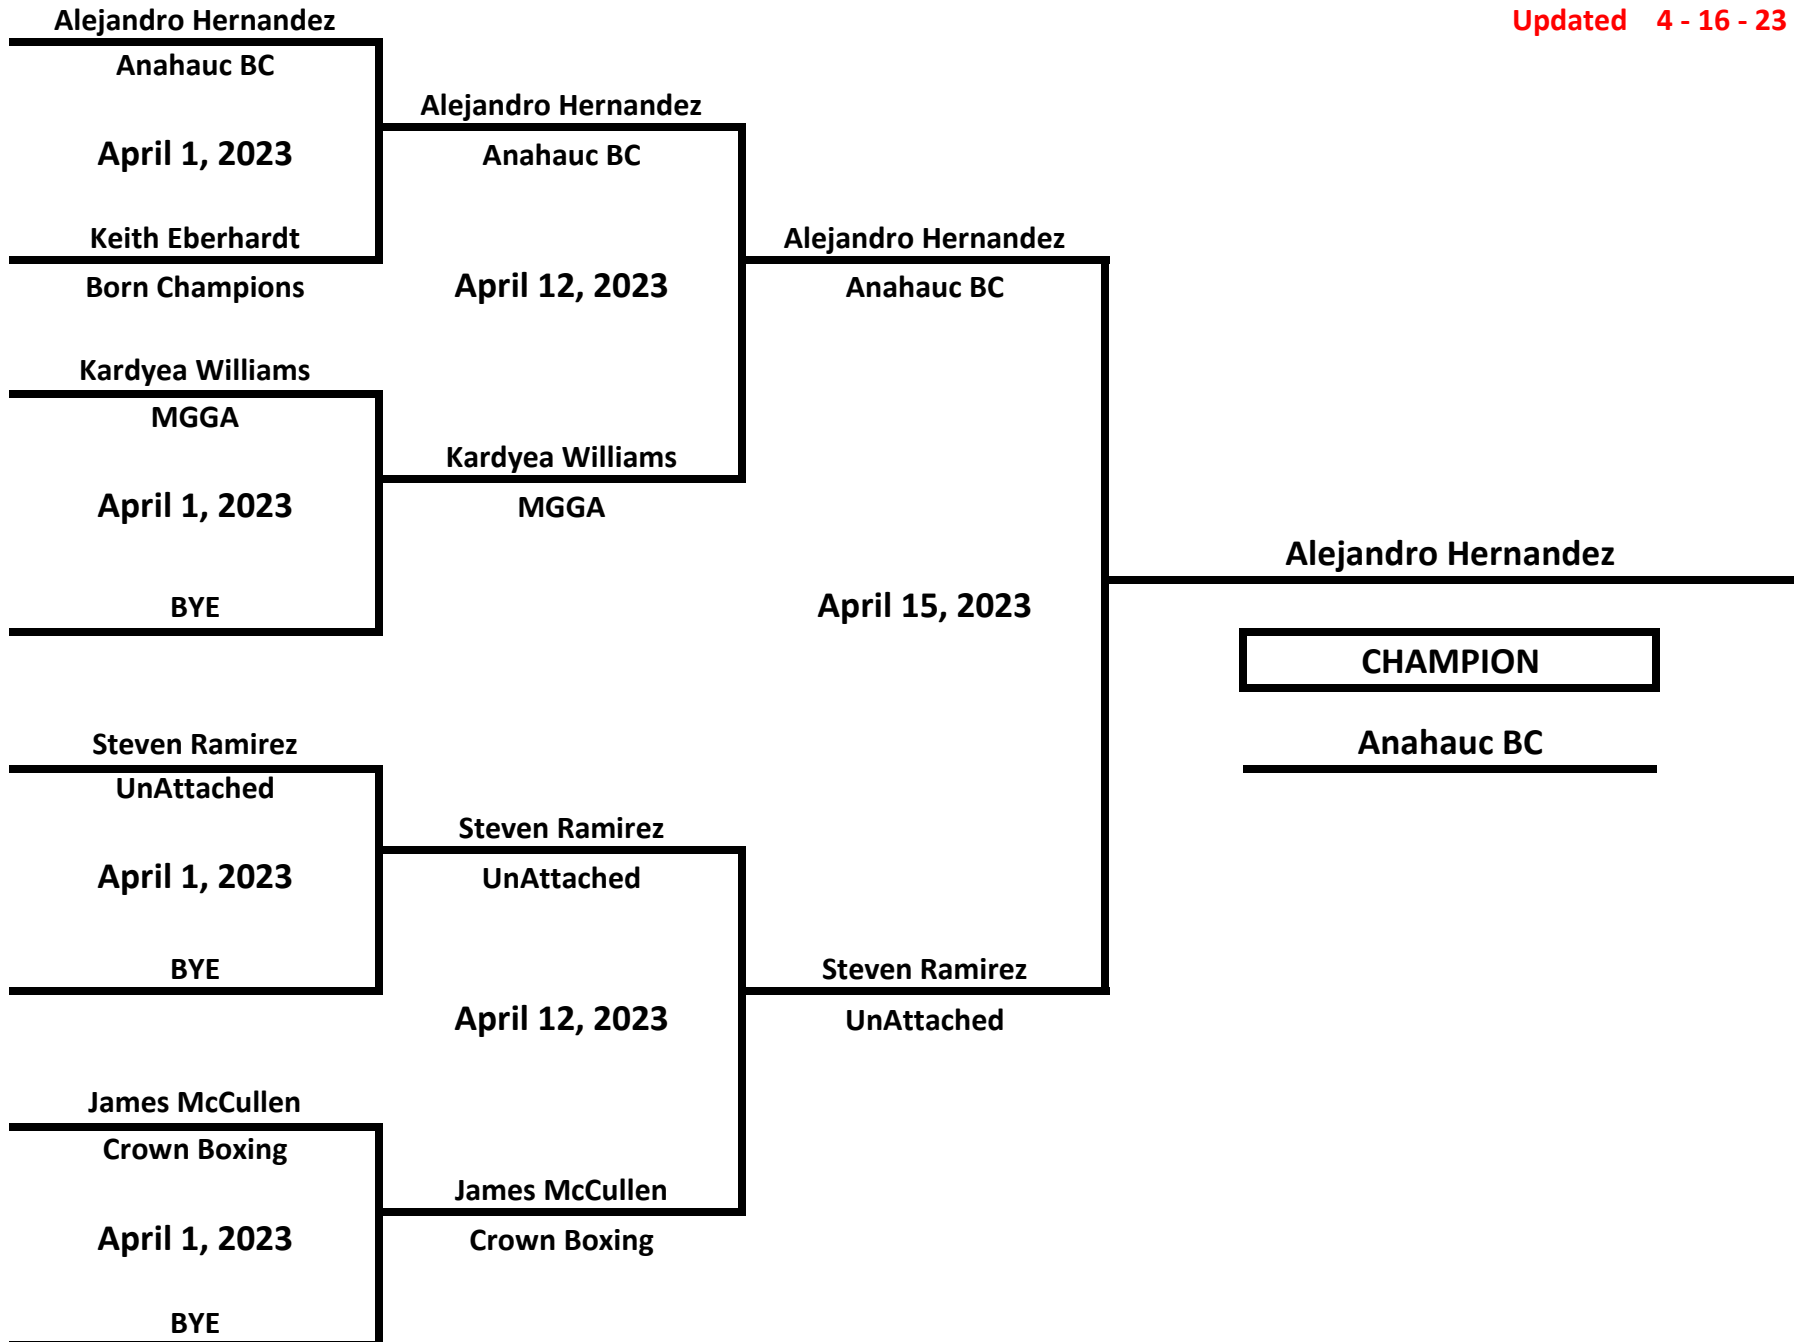 Alejandro Hernandez
Updated 4 - 16 - 23
Anahauc BC
Alejandro Hernandez
April 1, 2023
Anahauc BC
Keith Eberhardt
Alejandro Hernandez
Born Champions
April 12, 2023
Anahauc BC
Kardyea Williams
MGGA
Kardyea Williams
April 1, 2023
MGGA
Alejandro Hernandez
BYE
April 15, 2023
CHAMPION
Steven Ramirez
Anahauc BC
UnAttached
Steven Ramirez
April 1, 2023
UnAttached
BYE
Steven Ramirez
April 12, 2023
UnAttached
James McCullen
Crown Boxing
James McCullen
April 1, 2023
Crown Boxing
BYE